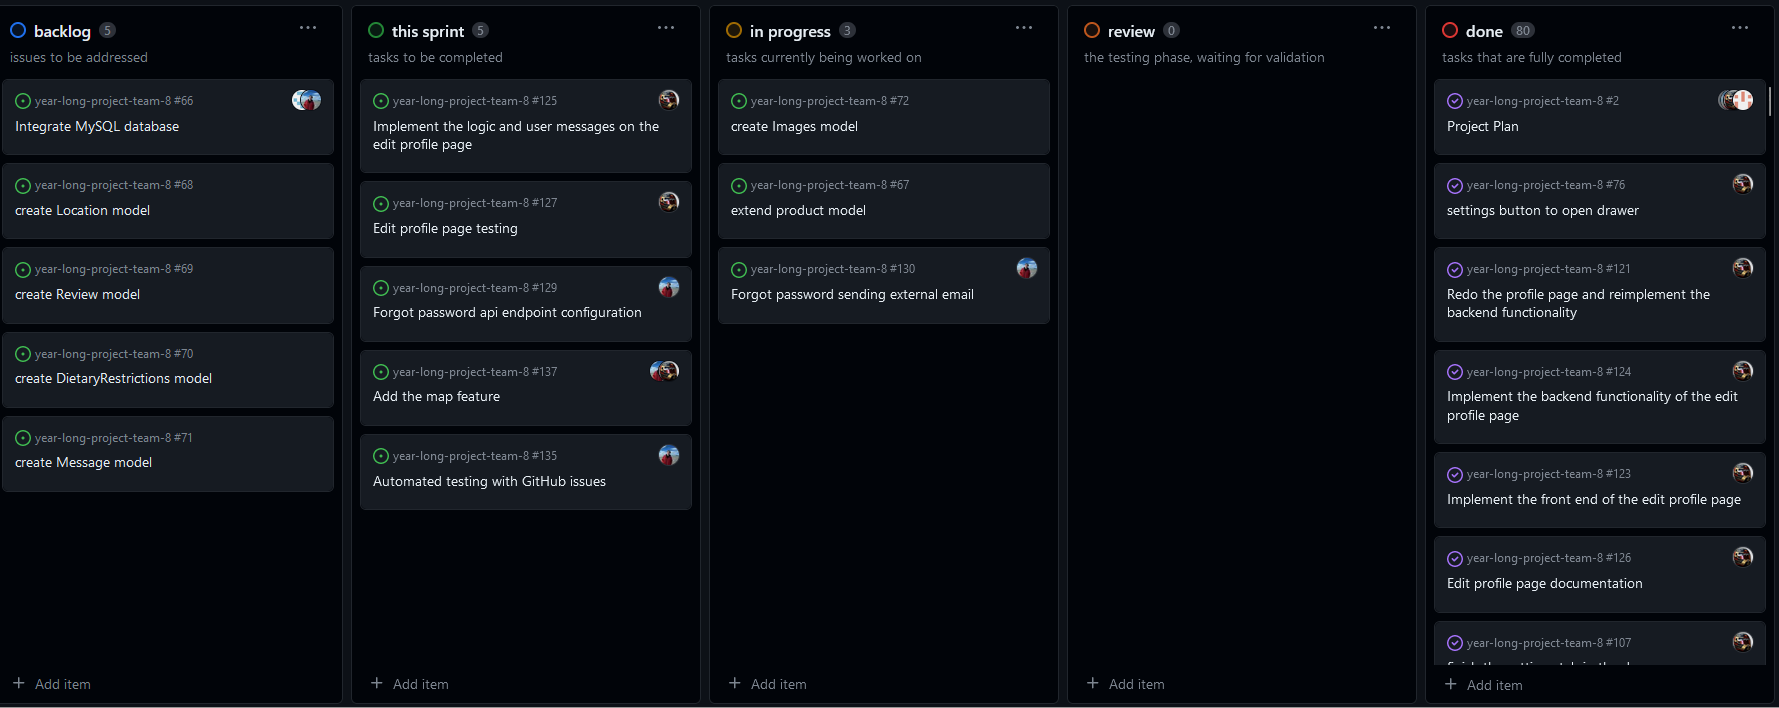 backlog 5
issues to be addressed
year-long-project-team-8 #66
Integrate MySQL database
year-long-project-team-8 #68
create Location model
year-long-project-team-8 #69
create Review model
year-long-project-team-8 #70
create DietaryRestrictions model
year-long-project-team-8 #71
create Message model
+ Add item
this sprint 5
tasks to be completed
year-long-project-team-8 #125
Implement the logic and user messages on the
edit profile page
year-long-project-team-8 #127
Edit profile page testing
year-long-project-team-8 #129
Forgot password api endpoint configuration
year-long-project-team-8 #137
Add the map feature
year-long-project-team-8 #135
Automated testing with GitHub issues
+ Add item
in progress 3
tasks currently being worked on
year-long-project-team-8 #72
create Images model
year-long-project-team-8 #67
extend product model
year-long-project-team-8 #130
Forgot password sending external email
+ Add item
review 0
the testing phase, waiting for validation
+ Add item
done 80
tasks that are fully completed
year-long-project-team-8 #2
Project Plan
year-long-project-team-8 #76
settings button to open drawer
year-long-project-team-8 #121
Redo the profile page and reimplement the
backend functionality
year-long-project-team-8 #124
Implement the backend functionality of the edit
profile page
year-long-project-team-8 #123
Implement the front end of the edit profile page
year-long-project-team-8 #126
Edit profile page documentation
year-long-project-team-8 #107
+ Add item